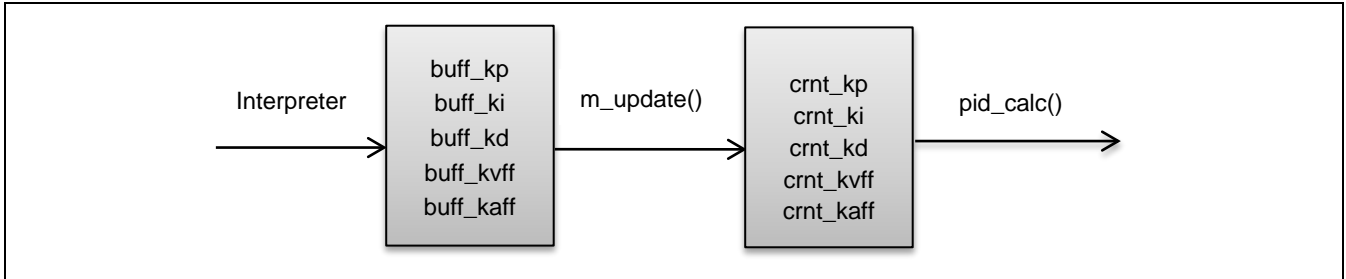 Interpreter
buff_kp
buff_ki
buff_kd
buff_kvff
buff_kaff
m_update()
crnt_kp
crnt_ki
crnt_kd
crnt_kvff
crnt_kaff
pid_calc()